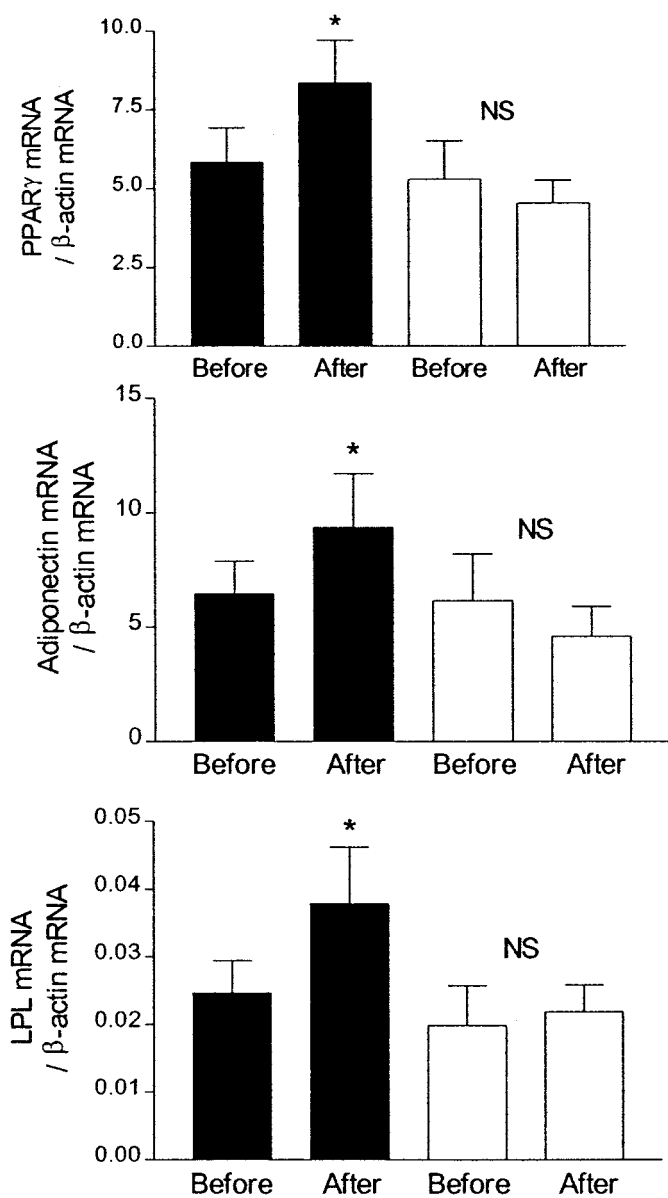 PPARγ mRNA
/ β-actin mRNA
10.0
7.5
5.0
2.5
0.0
*
NS
Before After Before After
Adiponectin mRNA
/ β-actin mRNA
15
10
5
0
*
NS
Before After Before After
LPL mRNA
/ β-actin mRNA
0.05
0.04
0.03
0.02
0.01
0.00
*
NS
Before After Before After